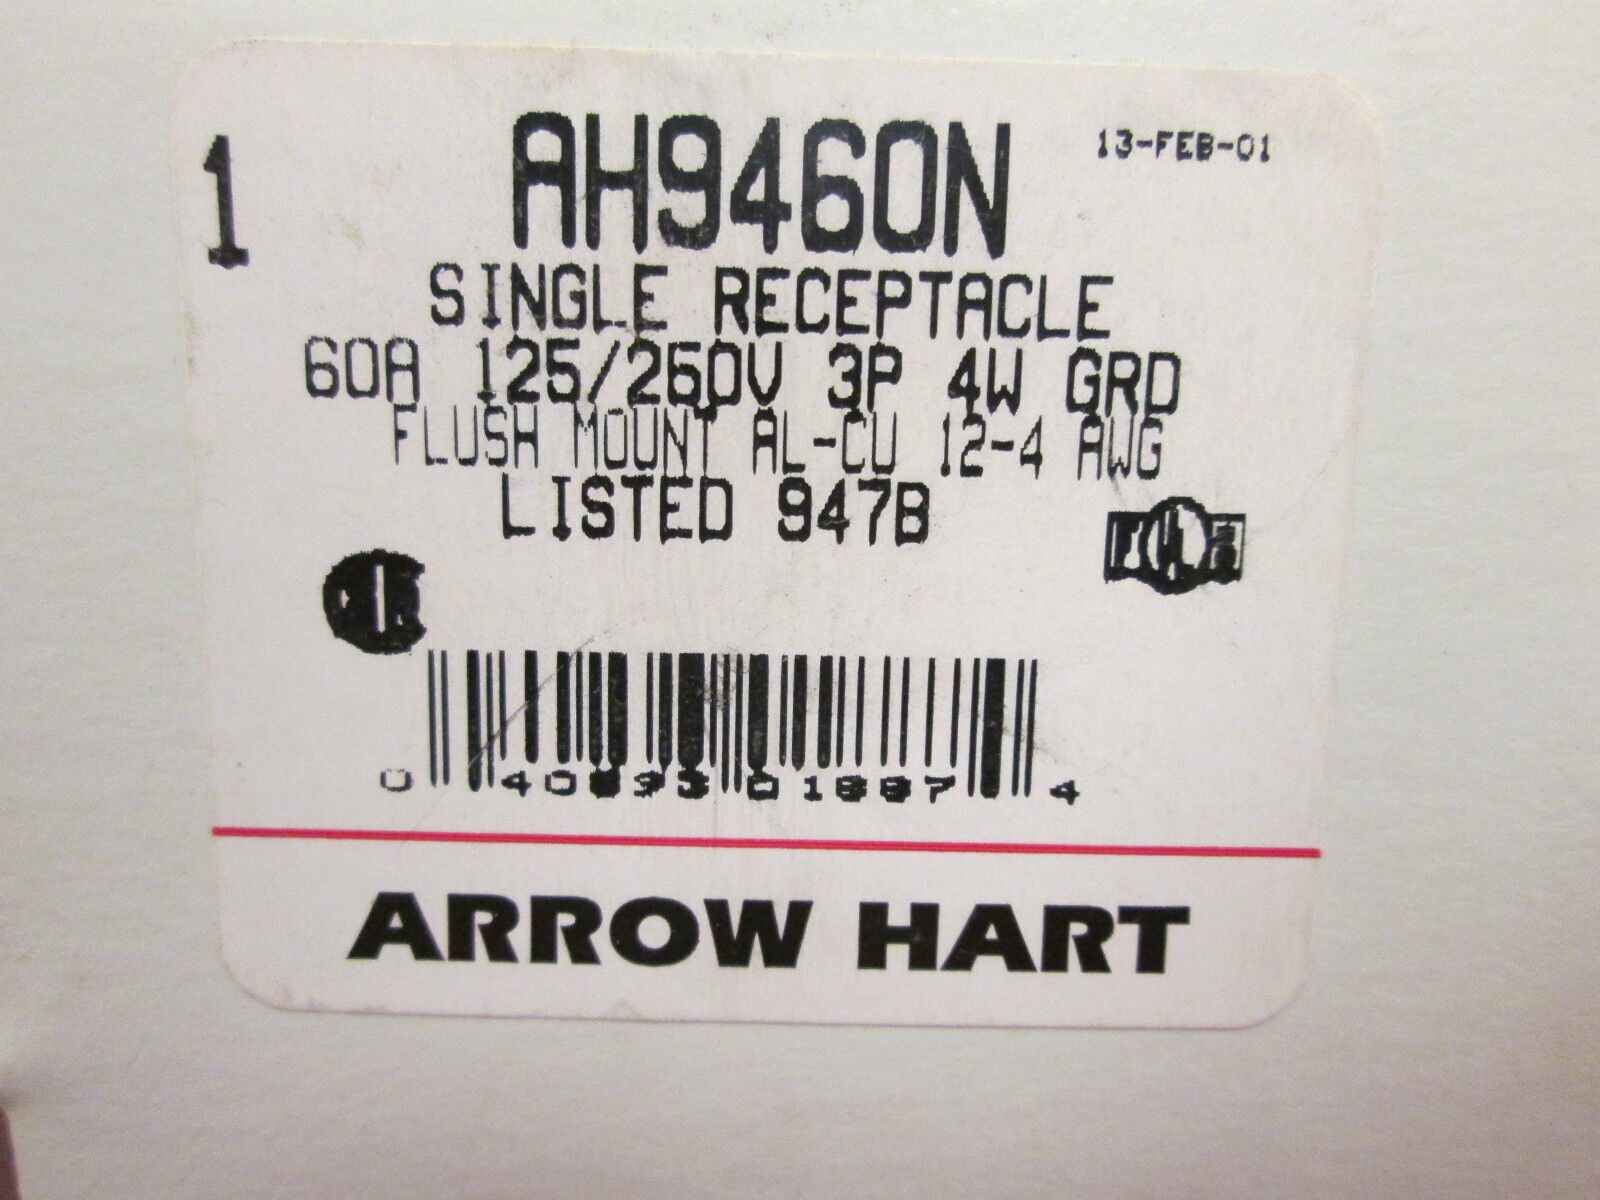 1
AH9460N
13-FEB-01
SINGLE RECEPTACLE
60A 125/250V 3P 4W GRD
FLUSH MOUNT AL-CU 12-4 AWG
LISTED 947B
4
ARROW HART